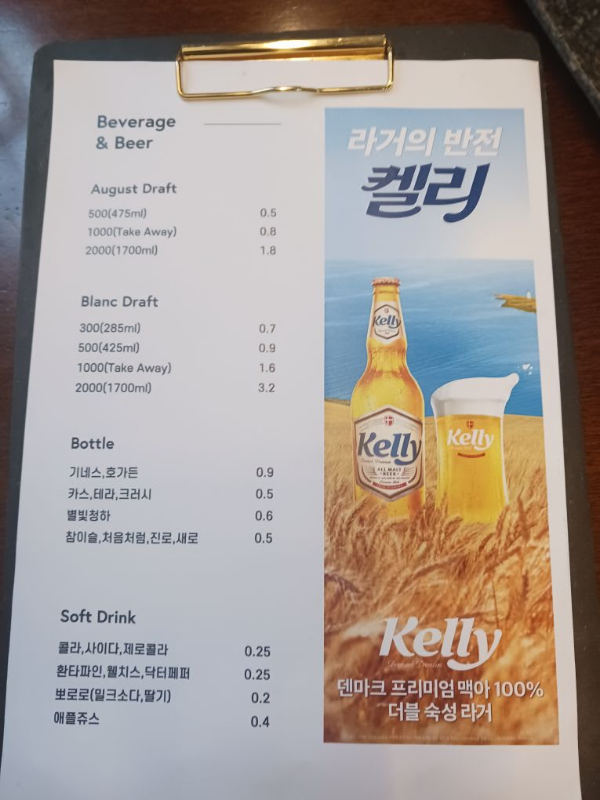 Beverage
& Beer
August Draft
500(475ml) 0.5
1000(Take Away) 0.8
2000(1700ml) 1.8
Blanc Draft
300(285ml) 0.7
500(425ml) 0.9
1000(Take Away) 1.6
2000(1700ml) 3.2
Bottle
기네스,호가든 0.9
카스,테라,크러시 0.5
별빛청하 0.6
참이슬,처음처럼,진로,새로 0.5
Soft Drink
콜라,사이다,제로콜라 0.25
환타파인,웰치스,닥터페퍼 0.25
뽀로로(밀크소다,딸기) 0.2
애플쥬스 0.4
라거의 반전
켈리
Kelly
Kelly
ALL MALT
BEER
Kelly
Kelly
덴마크 프리미엄 맥아 100%
더블 숙성 라거